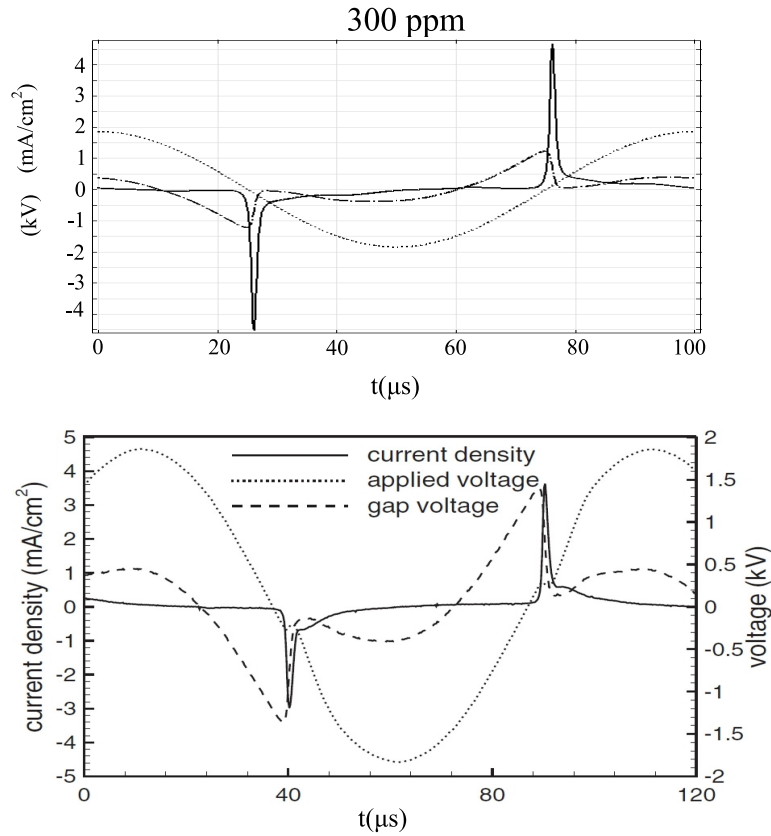 300 ppm
(kV) (mA/cm²)
4
3
2
1
0
-1
-2
-3
-4
0 20 40 60 80 100
t(μs)
current density (mA/cm²)
5
4
3
2
1
0
-1
-2
-3
-4
-5
current density
applied voltage
gap voltage
2
1.5
1
0.5
0
-0.5
-1
-1.5
-2
voltage (kV)
0 40 80 120
t(μs)